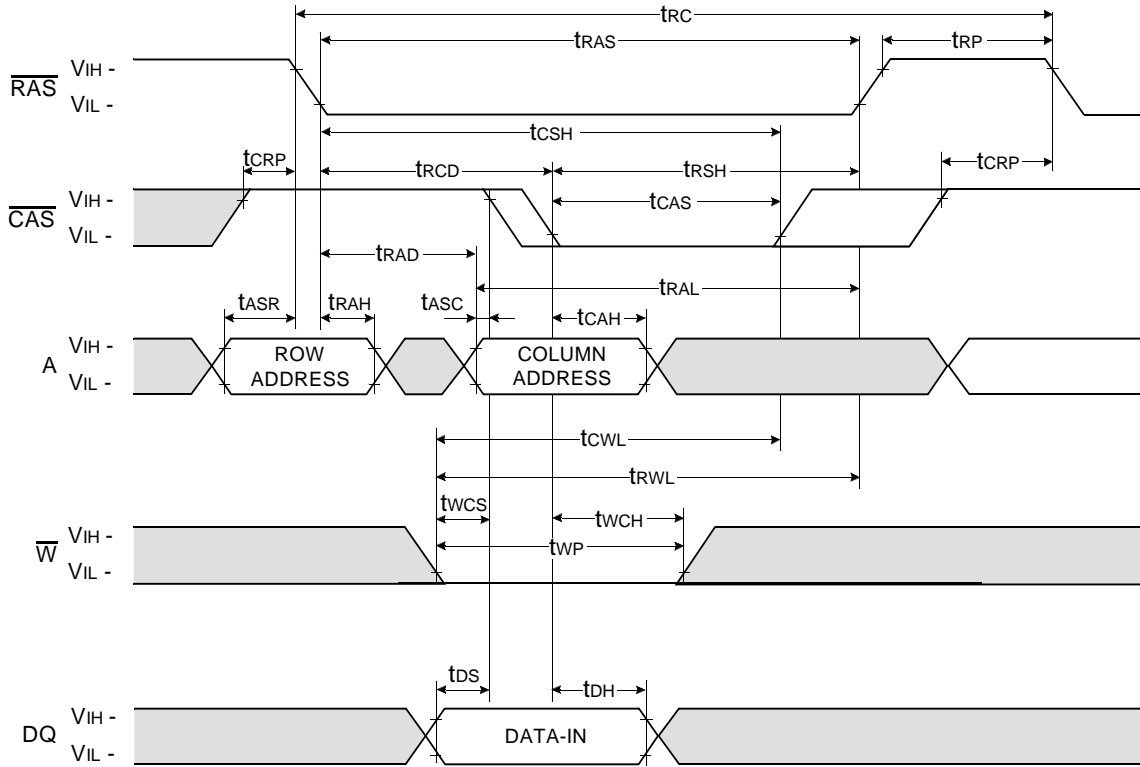 tRC
tRAS
tRP
RAS
VIH -
VIL -
tCSH
tCRP
tRCD
tRSH
tCRP
CAS
VIH -
VIL -
tCAS
tRAD
tRAL
tASR
tRAH
tASC
tCAH
A
VIH -
VIL -
ROW
ADDRESS
COLUMN
ADDRESS
tCWL
tRWL
tWCS
tWCH
W
VIH -
VIL -
tWP
tDS
tDH
DQ
VIH -
VIL -
DATA-IN